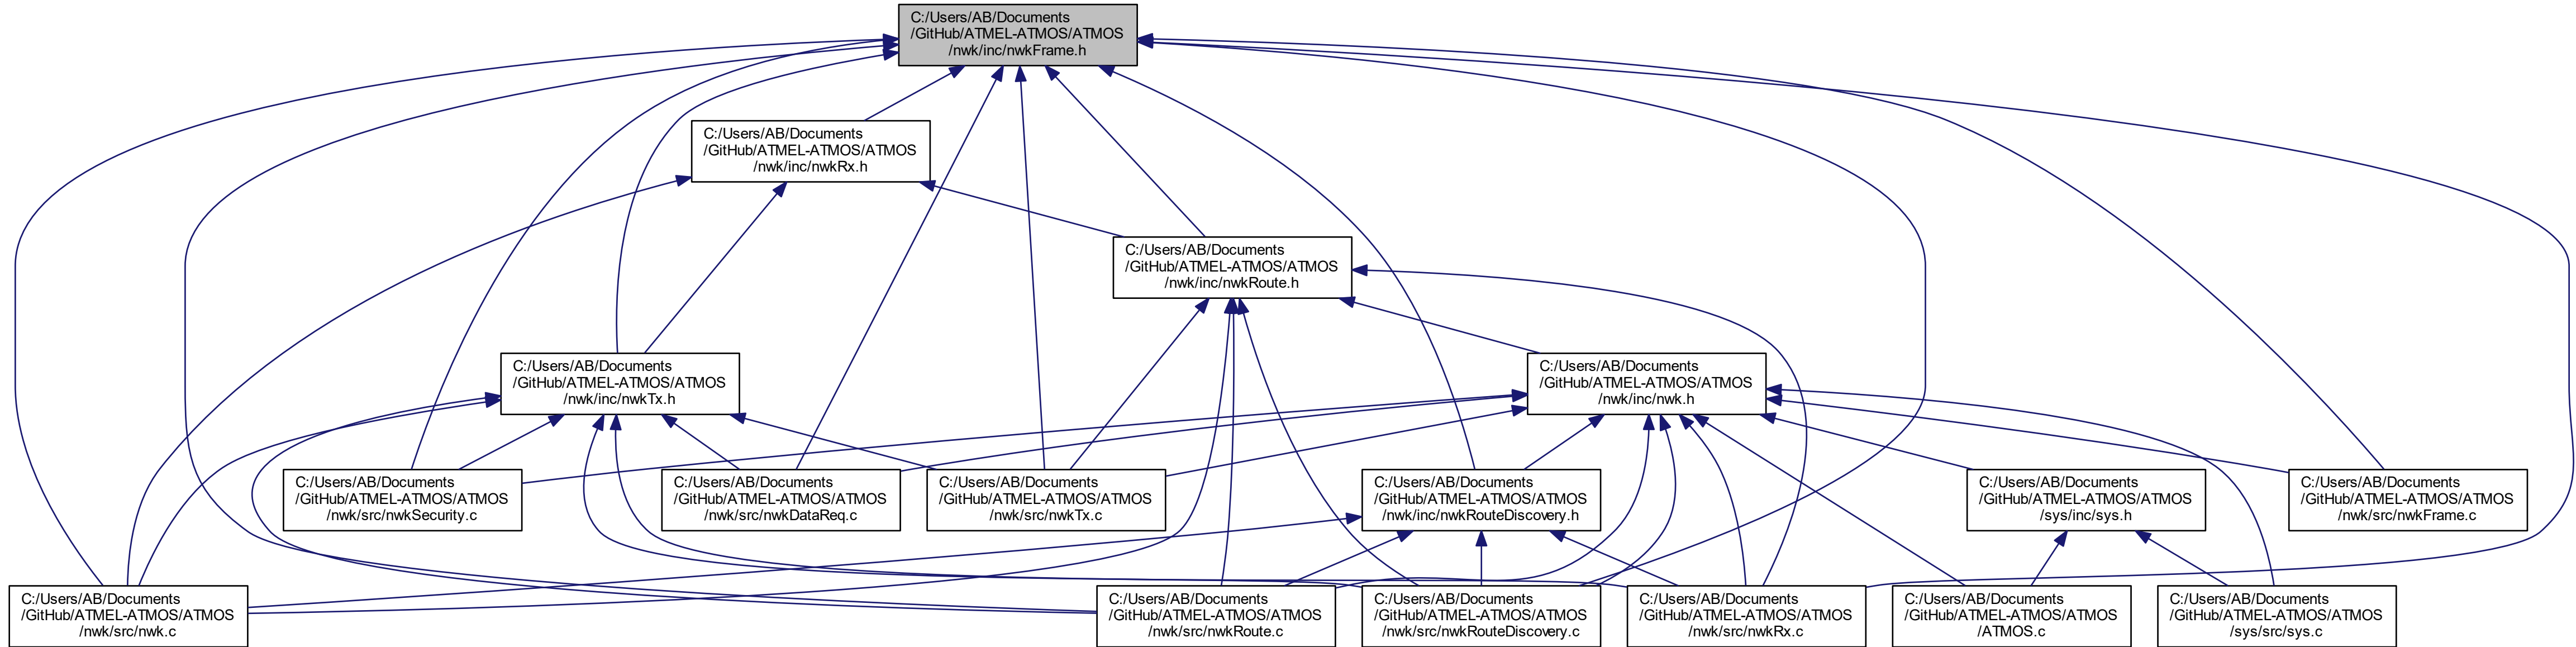 C:/Users/AB/Documents
/GitHub/ATMEL-ATMOS/ATMOS
/nwk/inc/nwkFrame.h
C:/Users/AB/Documents
/GitHub/ATMEL-ATMOS/ATMOS
/nwk/inc/nwkRx.h
C:/Users/AB/Documents
/GitHub/ATMEL-ATMOS/ATMOS
/nwk/inc/nwkRoute.h
C:/Users/AB/Documents
/GitHub/ATMEL-ATMOS/ATMOS
/nwk/inc/nwkTx.h
C:/Users/AB/Documents
/GitHub/ATMEL-ATMOS/ATMOS
/nwk/inc/nwk.h
C:/Users/AB/Documents
/GitHub/ATMEL-ATMOS/ATMOS
/nwk/src/nwkSecurity.c
C:/Users/AB/Documents
/GitHub/ATMEL-ATMOS/ATMOS
/nwk/src/nwkDataReq.c
C:/Users/AB/Documents
/GitHub/ATMEL-ATMOS/ATMOS
/nwk/src/nwkTx.c
C:/Users/AB/Documents
/GitHub/ATMEL-ATMOS/ATMOS
/nwk/inc/nwkRouteDiscovery.h
C:/Users/AB/Documents
/GitHub/ATMEL-ATMOS/ATMOS
/sys/inc/sys.h
C:/Users/AB/Documents
/GitHub/ATMEL-ATMOS/ATMOS
/nwk/src/nwkFrame.c
C:/Users/AB/Documents
/GitHub/ATMEL-ATMOS/ATMOS
/nwk/src/nwk.c
C:/Users/AB/Documents
/GitHub/ATMEL-ATMOS/ATMOS
/nwk/src/nwkRoute.c
C:/Users/AB/Documents
/GitHub/ATMEL-ATMOS/ATMOS
/nwk/src/nwkRouteDiscovery.c
C:/Users/AB/Documents
/GitHub/ATMEL-ATMOS/ATMOS
/nwk/src/nwkRx.c
C:/Users/AB/Documents
/GitHub/ATMEL-ATMOS/ATMOS
/ATMOS.c
C:/Users/AB/Documents
/GitHub/ATMEL-ATMOS/ATMOS
/sys/src/sys.c